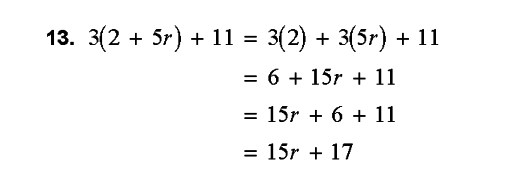 13. 3(2 + 5r) + 11 = 3(2) + 3(5r) + 11
= 6 + 15r + 11
= 15r + 6 + 11
= 15r + 17